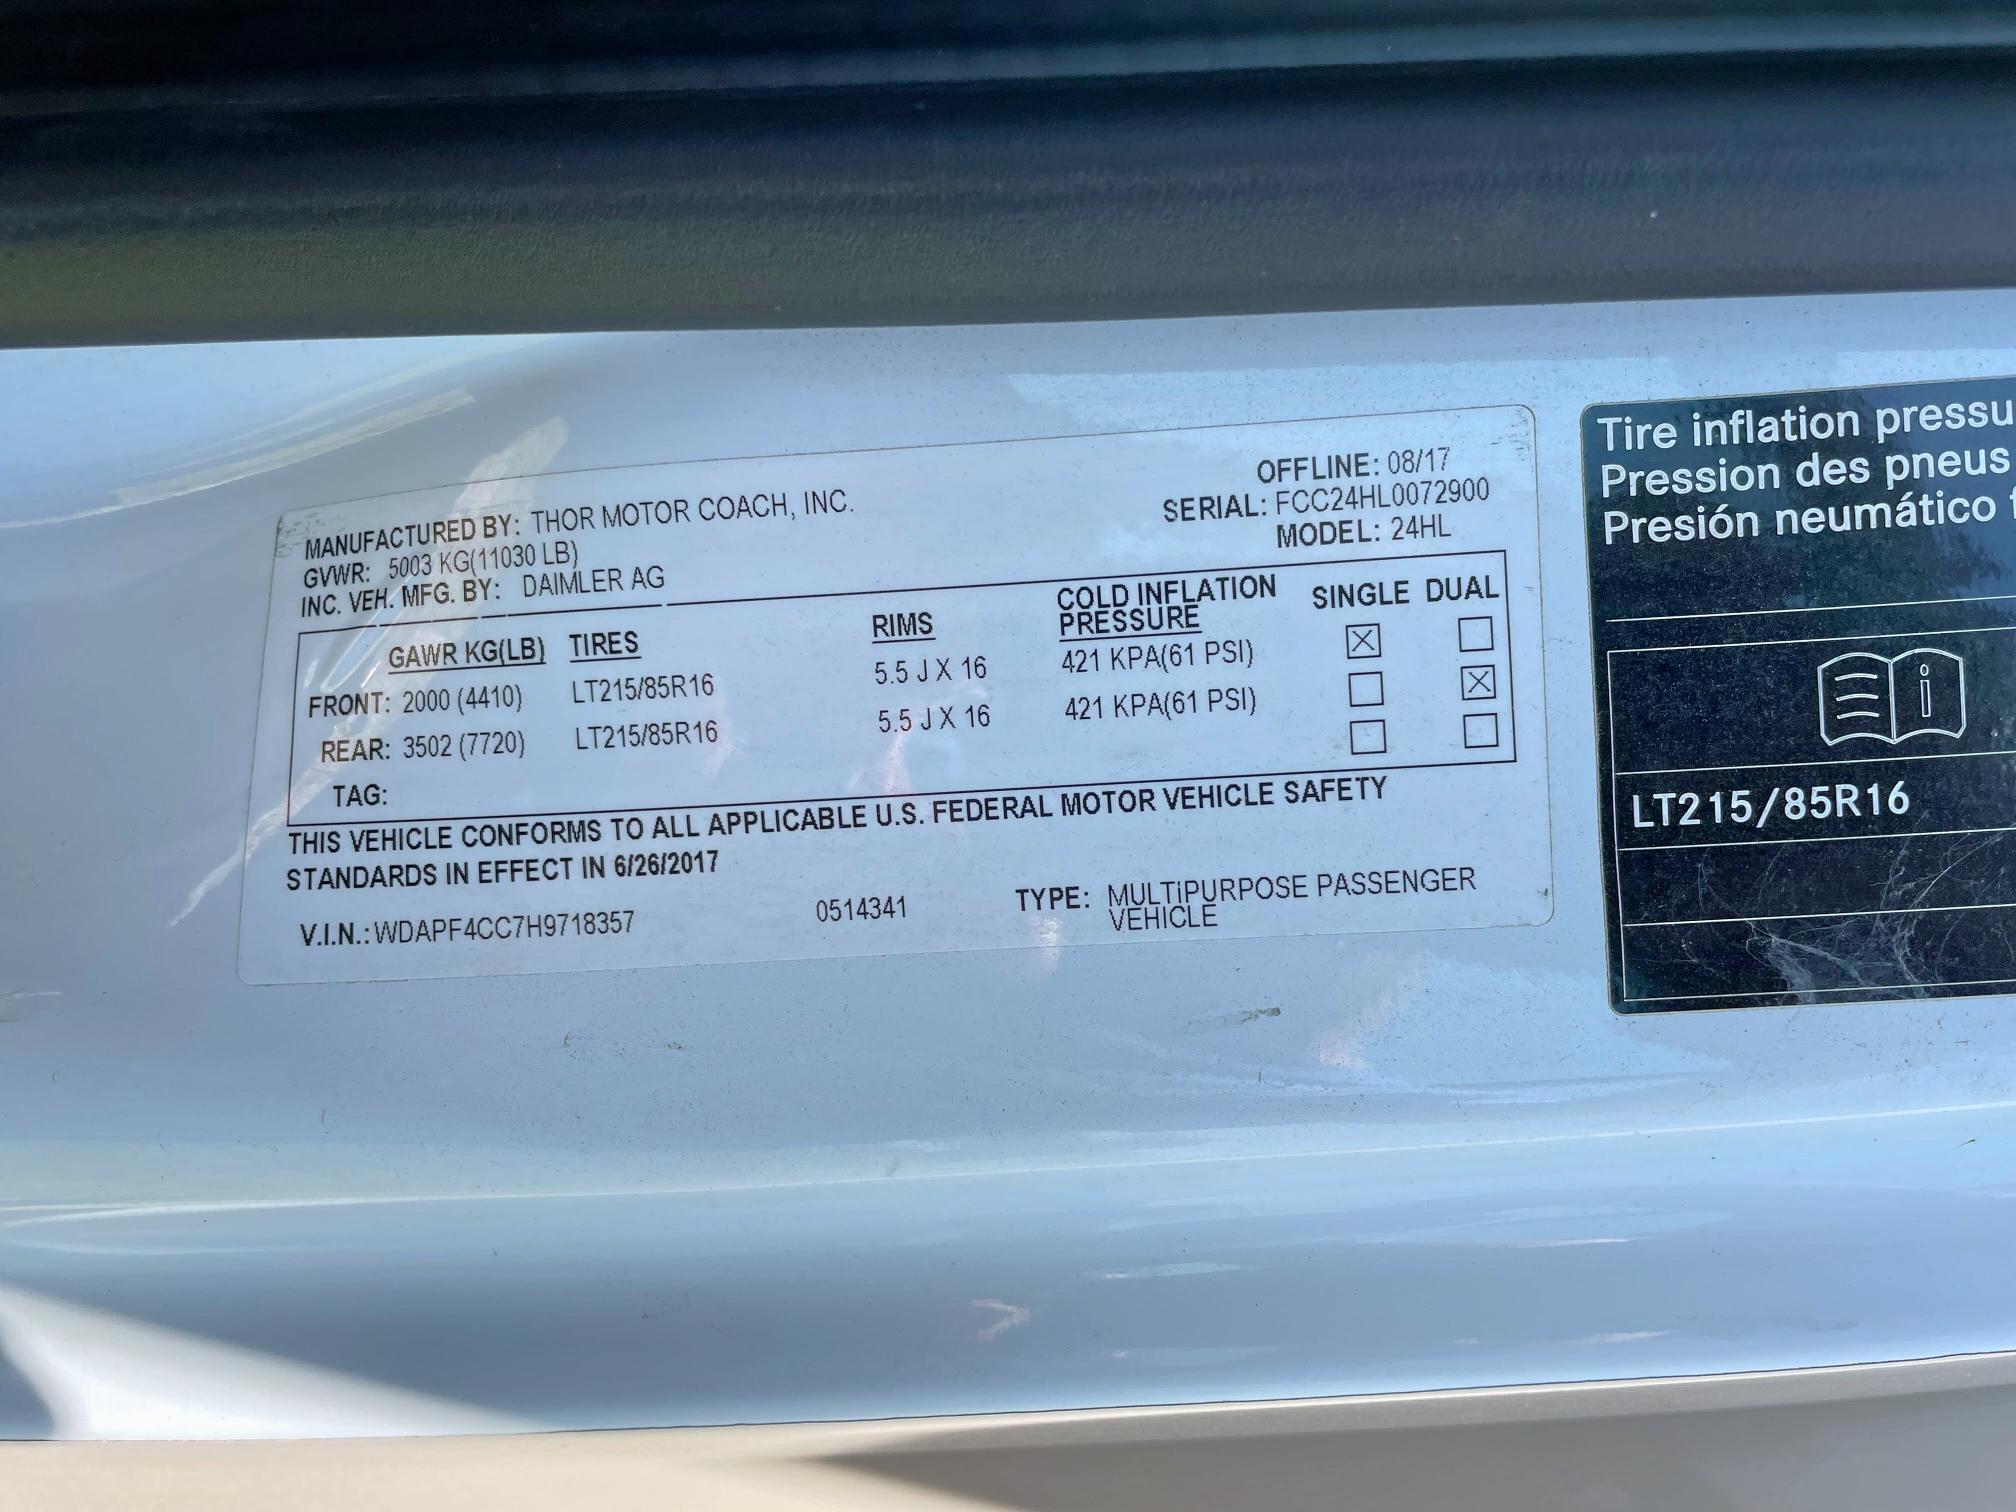 MANUFACTURED BY: THOR MOTOR COACH, INC.
OFFLINE: 08/17
GVWR: 5003 KG(11030 LB)
SERIAL: FCC24HL0072900
INC. VEH. MFG. BY: DAIMLER AG
MODEL: 24HL
GAWR KG(LB) TIRES RIMS COLD INFLATION PRESSURE SINGLE DUAL
FRONT: 2000 (4410) LT215/85R16 5.5 J X 16 421 KPA(61 PSI) ☒ ☐
REAR: 3502 (7720) LT215/85R16 5.5 J X 16 421 KPA(61 PSI) ☐ ☒
TAG: ☐ ☐
THIS VEHICLE CONFORMS TO ALL APPLICABLE U.S. FEDERAL MOTOR VEHICLE SAFETY
STANDARDS IN EFFECT IN 6/26/2017
V.I.N.: WDAPF4CC7H9718357 0514341 TYPE: MULTiPURPOSE PASSENGER
VEHICLE
Tire inflation pressu
Pression des pneus
Presión neumático
i
LT215/85R16